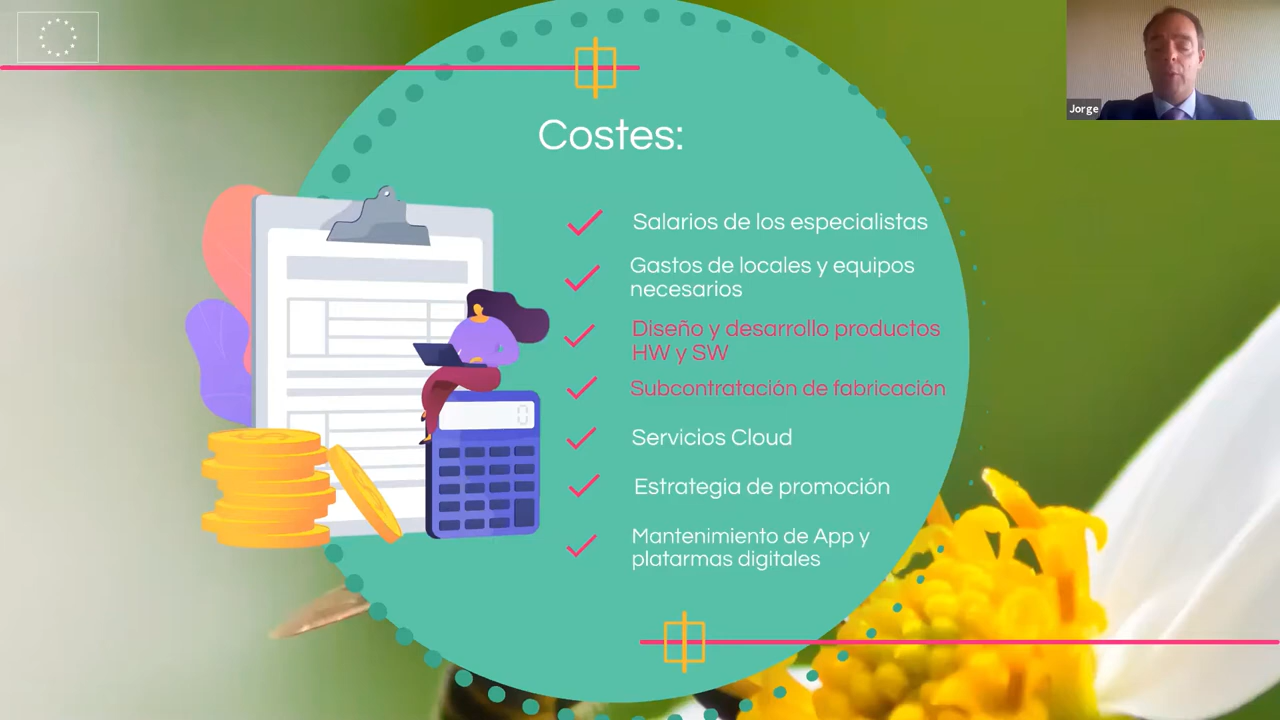 Jorge
Costes:
Salarios de los especialistas
Gastos de locales y equipos
necesarios
Diseño y desarrollo productos
HW y SW
Subcontratación de fabricación
0
Servicios Cloud
Estrategia de promoción
Mantenimiento de App y
platarmas digitales